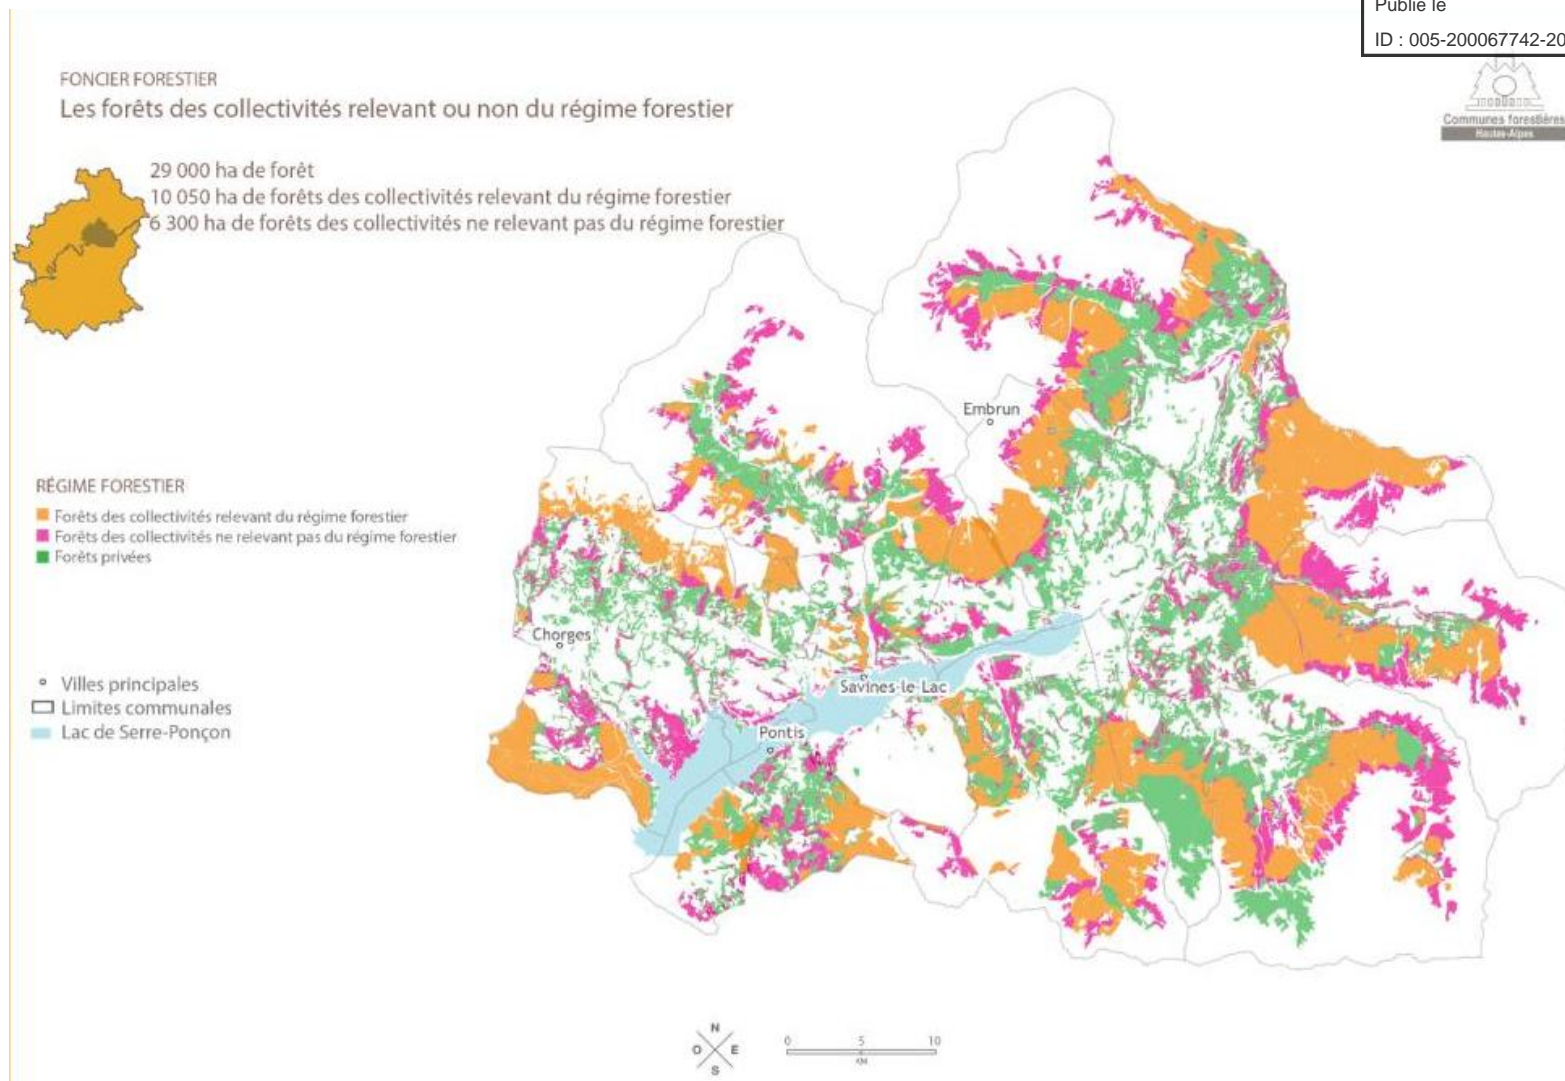 Publié le
ID : 005-200067742-20
FONCIER FORESTIER
Les forêts des collectivités relevant ou non du régime forestier
Communes forestières
Hautes-Alpes
29 000 ha de forêt
10 050 ha de forêts des collectivités relevant du régime forestier
6 300 ha de forêts des collectivités ne relevant pas du régime forestier
Embrun
RÉGIME FORESTIER
Forêts des collectivités relevant du régime forestier
Forêts des collectivités ne relevant pas du régime forestier
Forêts privées
Chorges
Savines-le-Lac
Pontis
Villes principales
Limites communales
Lac de Serre-Ponçon
N
O E
S
0 5 10
KM